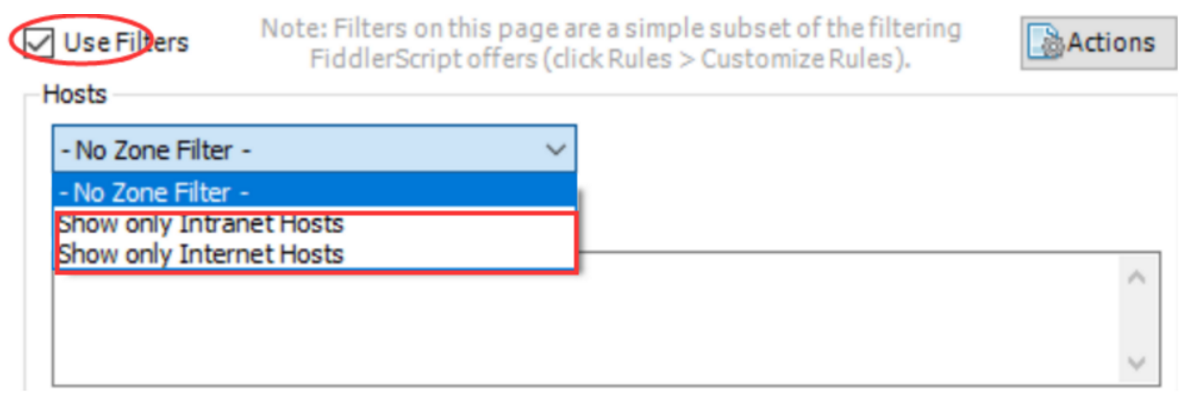 Use Filters
Note: Filters on this page are a simple subset of the filtering
FiddlerScript offers (click Rules > Customize Rules).
Actions
Hosts
- No Zone Filter -
- No Zone Filter -
Show only Intranet Hosts
Show only Internet Hosts